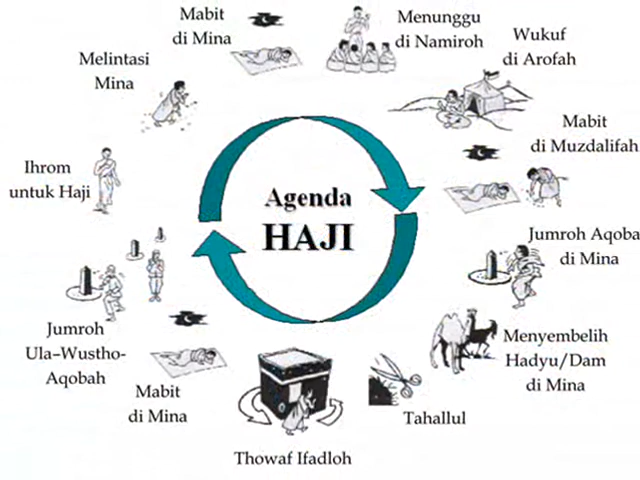 Agenda
HAJI
Ihrom
untuk Haji
Melintasi
Mina
Mabit
di Mina
Menunggu
di Namiroh
Wukuf
di Arofah
Mabit
di Muzdalifah
Jumroh Aqoba
di Mina
Menyembelih
Hadyu/Dam
di Mina
Tahallul
Thowaf Ifadloh
Mabit
di Mina
Jumroh
Ula–Wustho-
Aqobah